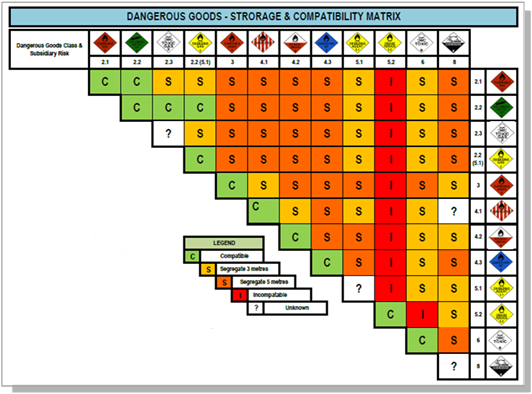 DANGEROUS GOODS - STRORAGE & COMPATIBILITY MATRIX
Dangerous Goods Class &
Subsidiary Risk
2.1 2.2 2.3 2.2 (5.1) 3 4.1 4.2 4.3 5.1 5.2 6 8
C C S S S S S S S I S S 2.1
C C C S S S S S I S S 2.2
? S S S S S S I S S 2.3
C S S S S S I S S 2.2 (5.1)
C S S S S I S S 3
C S S S I S ? 4.1
C S S I S S 4.2
C S I S S 4.3
? I S S 5.1
C I S 5.2
C S 6
? 8
LEGEND
C Compatible
S Segregate 3 metres
S Segregate 5 metres
I Incompatable
? Unknown